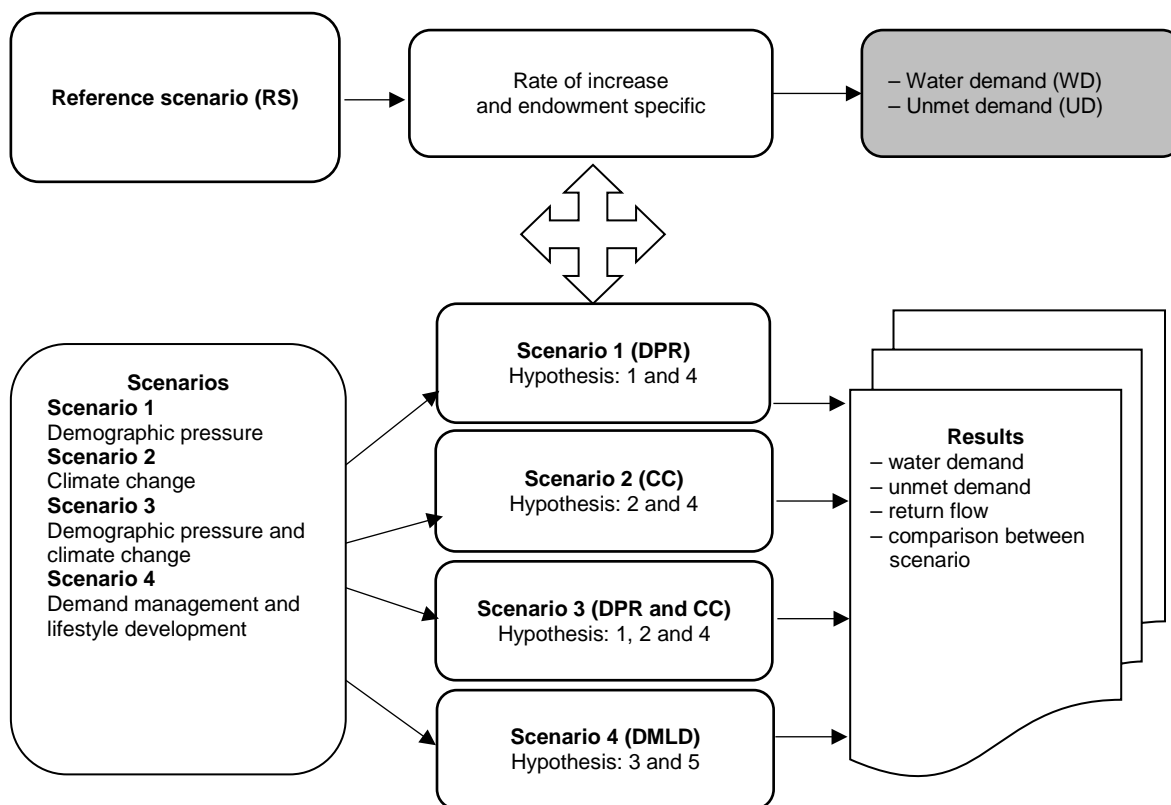 Reference scenario (RS)
Rate of increase
and endowment specific
– Water demand (WD)
– Unmet demand (UD)
Scenarios
Scenario 1
Demographic pressure
Scenario 2
Climate change
Scenario 3
Demographic pressure and
climate change
Scenario 4
Demand management and
lifestyle development
Scenario 1 (DPR)
Hypothesis: 1 and 4
Scenario 2 (CC)
Hypothesis: 2 and 4
Scenario 3 (DPR and CC)
Hypothesis: 1, 2 and 4
Scenario 4 (DMLD)
Hypothesis: 3 and 5
Results
– water demand
– unmet demand
– return flow
– comparison between
scenario